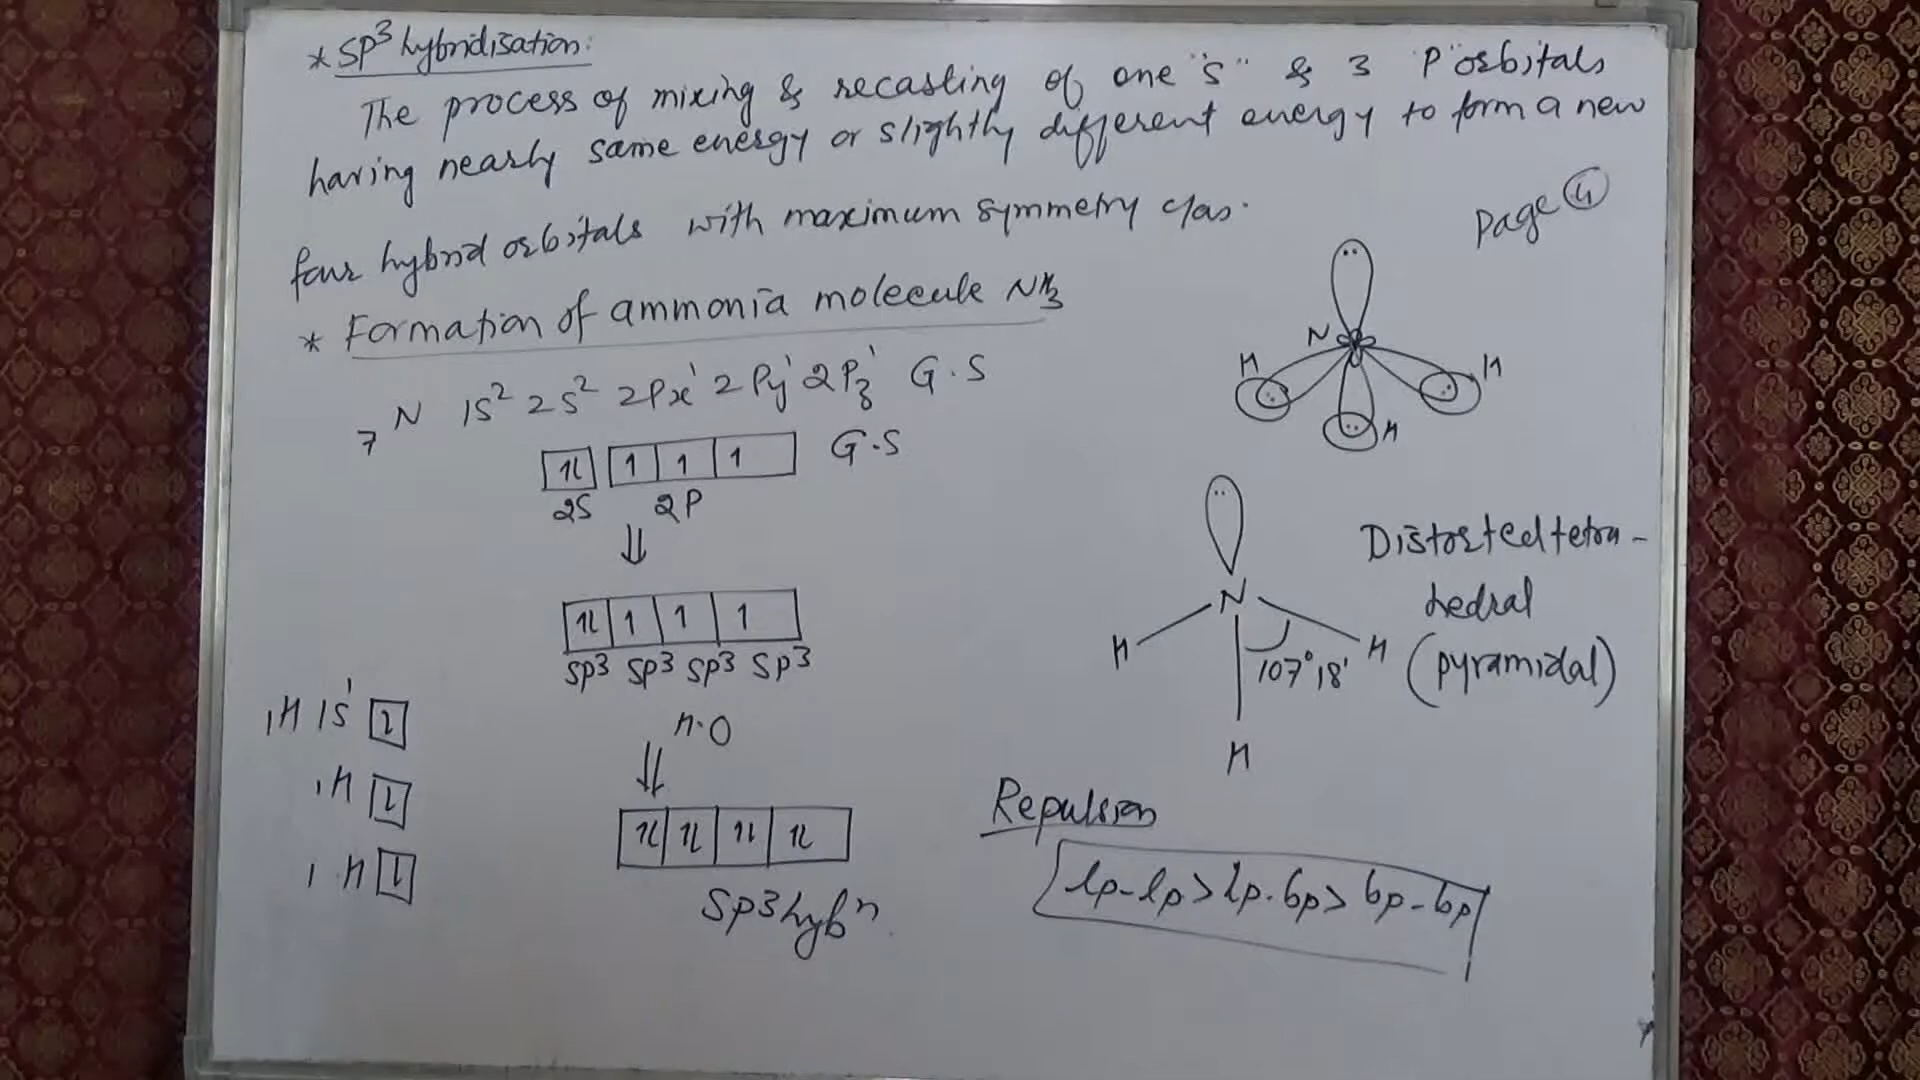 * SP³ hybridisation:
The process of mixing & recasting of one "s" & 3 P orbitals
having nearly same energy or slightly different energy to form a new
four hybrid orbitals with maximum symmetry
Page 4
* Formation of ammonia molecule NH₃
₇N 1S² 2S² 2Px¹ 2Py¹ 2Pz¹ G.S
1l 1 1 1 G.S
2S 2P
⇓
1l 1 1 1
SP³ SP³ SP³ SP³
₁H 1S¹ 1
₁H 1
₁H 1
H.O
⇓
1l 1l 1l 1l
SP³ hybⁿ
N
H H
H
N
H H
H
107°18'
Distorted tetra-
hedral
(pyramidal)
Repulsion
lp-lp > lp-bp > bp-bp